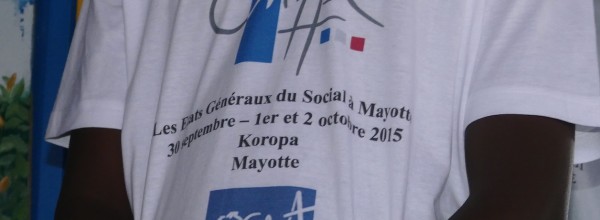 Les Etats Généraux du Social à Mayotte
30 septembre – 1er et 2 octobre 2015
Koropa
Mayotte